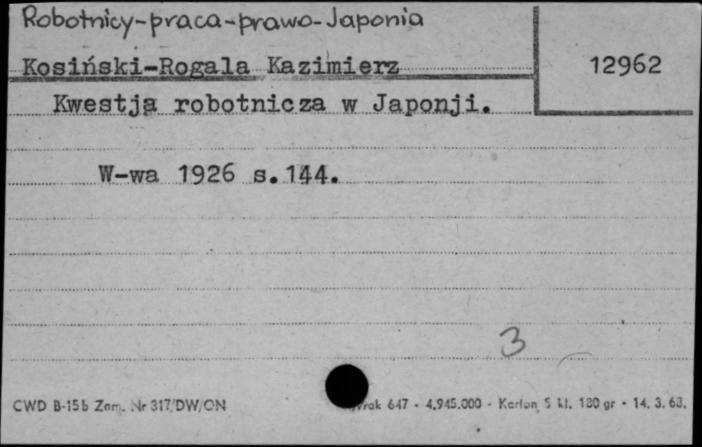 Robotnicy-praca-prawo-Japonia
Kosiński-Rogala Kazimierz
12962
Kwestja robotnicza w Japonji.
W-wa 1926 s.144.
3
CWD B-15b Zam. Nr 317/DW/ON
647 - 4.945.000 - Karton 5 kl. 180 gr - 14. 3. 63.